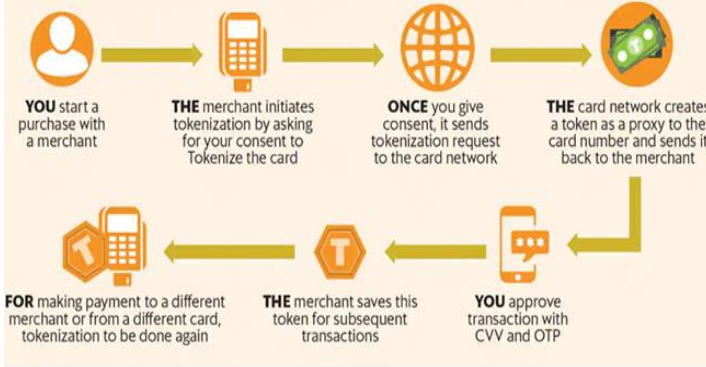 YOU start a
purchase with
a merchant
THE merchant initiates
tokenization by asking
for your consent to
Tokenize the card
ONCE you give
consent, it sends
tokenization request
to the card network
THE card network creates
a token as a proxy to the
card number and sends it
back to the merchant
T
FOR making payment to a different
merchant or from a different card,
tokenization to be done again
T
THE merchant saves this
token for subsequent
transactions
T
***
YOU approve
transaction with
CVV and OTP